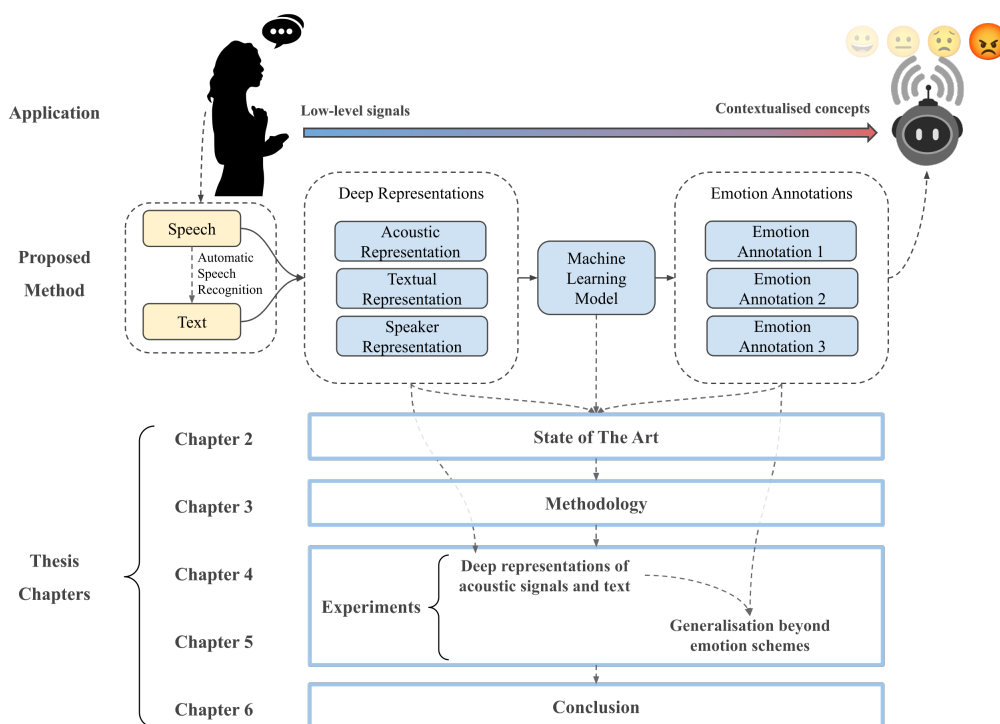 Application
Low-level signals
Contextualised concepts
Proposed
Method
Speech
Automatic
Speech
Recognition
Text
Deep Representations
Acoustic
Representation
Textual
Representation
Speaker
Representation
Machine
Learning
Model
Emotion Annotations
Emotion
Annotation 1
Emotion
Annotation 2
Emotion
Annotation 3
Thesis
Chapters
Chapter 2
State of The Art
Chapter 3
Methodology
Chapter 4
Experiments
Deep representations of
acoustic signals and text
Chapter 5
Generalisation beyond
emotion schemes
Chapter 6
Conclusion